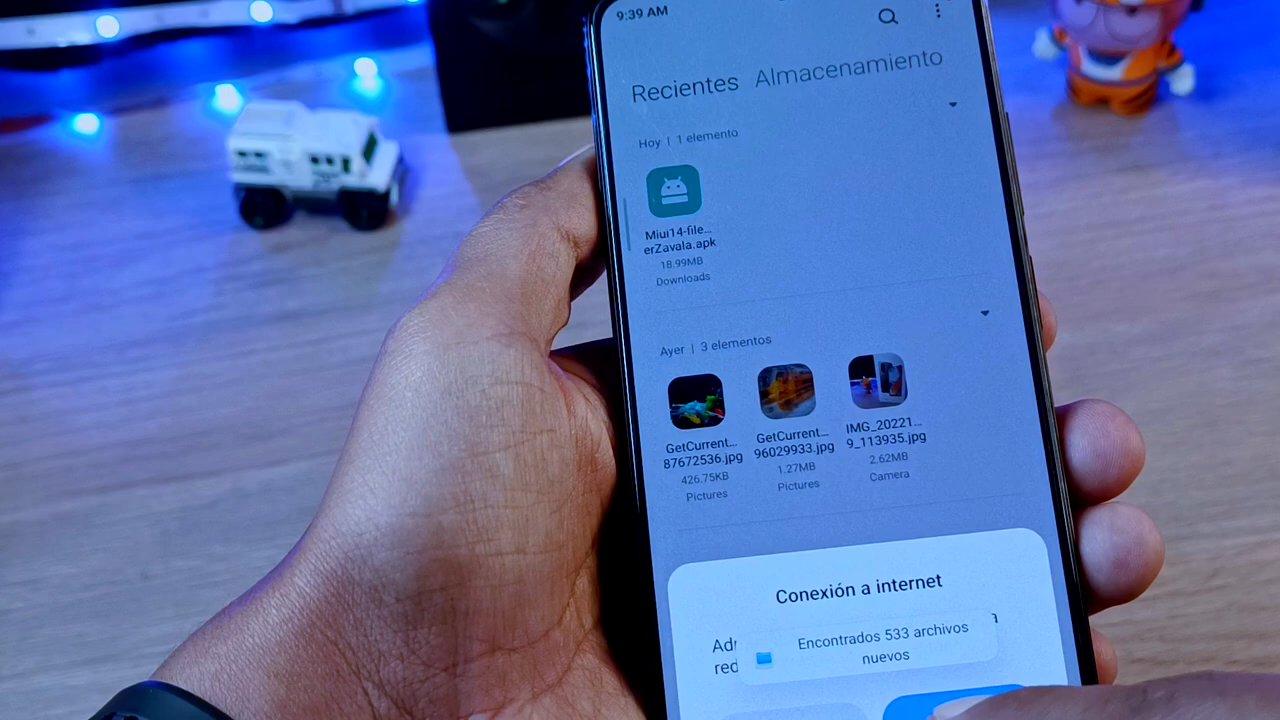 9:39 AM
Recientes Almacenamiento
Hoy | 1 elemento
Miui14-file...
erZavala.apk
18.99MB
Downloads
Ayer | 3 elementos
GetCurrent...
87672536.jpg
426.75KB
Pictures
GetCurrent...
96029933.jpg
1.27MB
Pictures
IMG_20221...
9_113935.jpg
2.62MB
Camera
Conexión a internet
Encontrados 533 archivos
nuevos